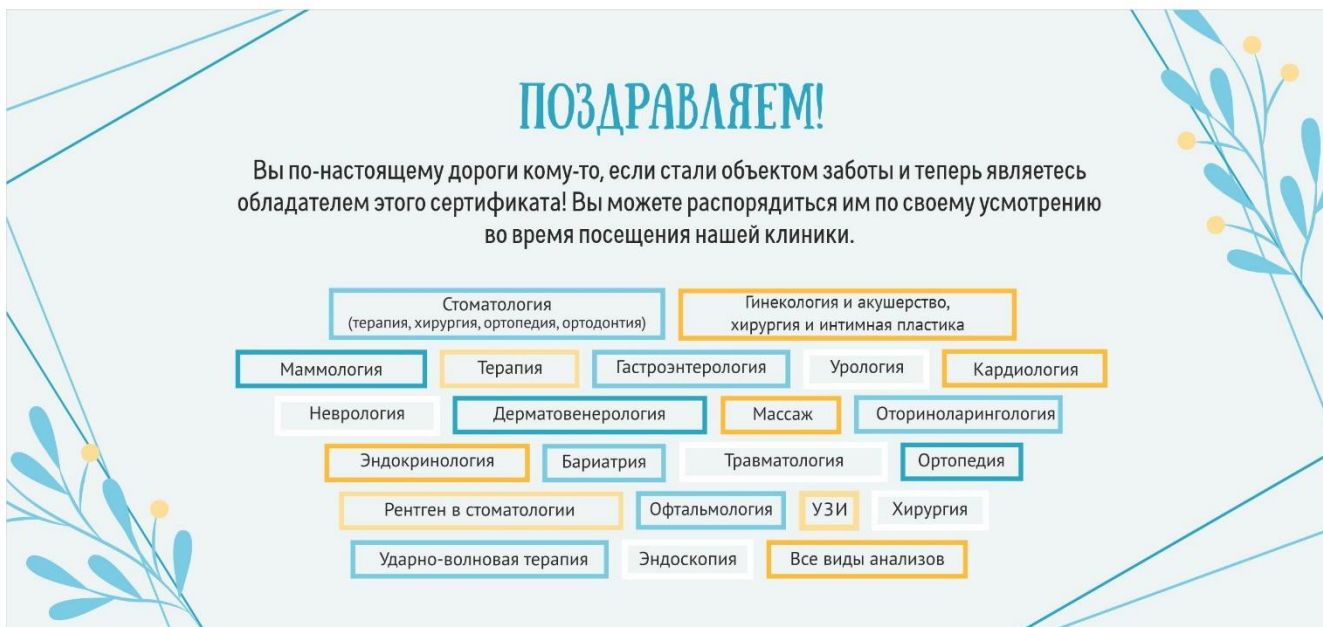 ПОЗДРАВЛЯЕМ!
Вы по-настоящему дороги кому-то, если стали объектом заботы и теперь являетесь
обладателем этого сертификата! Вы можете распорядиться им по своему усмотрению
во время посещения нашей клиники.
Стоматология
(терапия, хирургия, ортопедия, ортодонтия)
Гинекология и акушерство,
хирургия и интимная пластика
Маммология
Терапия
Гастроэнтерология
Урология
Кардиология
Неврология
Дерматовенерология
Массаж
Оториноларингология
Эндокринология
Бариатрия
Травматология
Ортопедия
Рентген в стоматологии
Офтальмология
УЗИ
Хирургия
Ударно-волновая терапия
Эндоскопия
Все виды анализов